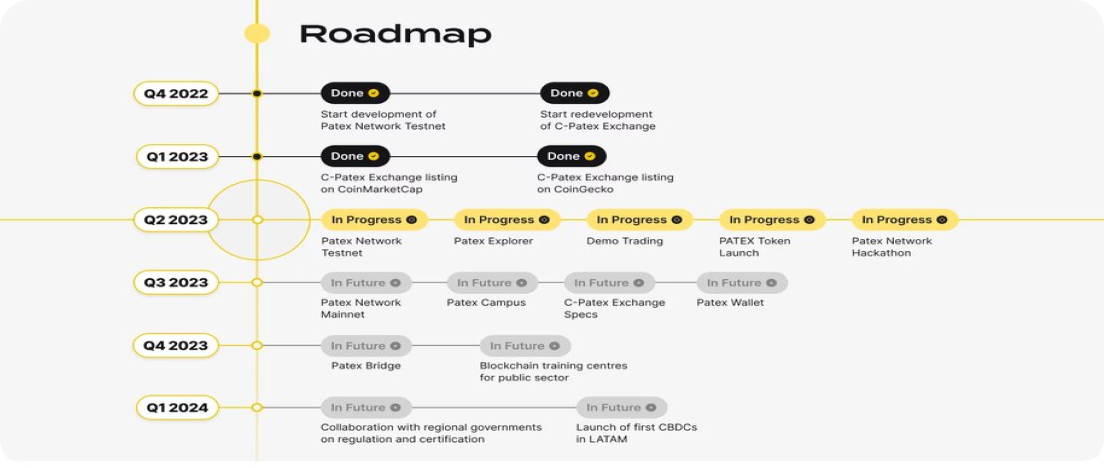 Roadmap
Q4 2022
Done
Done
Start development of
Patex Network Testnet
Start redevelopment
of C-Patex Exchange
Q1 2023
Done
Done
C-Patex Exchange listing
on CoinMarketCap
C-Patex Exchange listing
on CoinGecko
Q2 2023
In Progress
In Progress
In Progress
In Progress
In Progress
Patex Network
Testnet
Patex Explorer
Demo Trading
PATEX Token
Launch
Patex Network
Hackathon
Q3 2023
In Future
In Future
In Future
In Future
Patex Network
Mainnet
Patex Campus
C-Patex Exchange
Specs
Patex Wallet
Q4 2023
In Future
In Future
Patex Bridge
Blockchain training centres
for public sector
Q1 2024
In Future
In Future
Collaboration with regional governments
on regulation and certification
Launch of first CBDCs
in LATAM